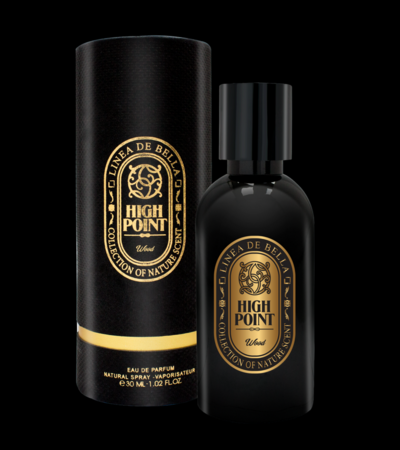 LINEA DE BELLA
HIGH
POINT
Wood
COLLECTION OF NATURE SCENT
EAU DE PARFUM
NATURAL SPRAY - VAPORISATEUR
℮ 30 ML · 1.02 FL.OZ.
LINEA DE BELLA
HIGH
POINT
Wood
COLLECTION OF NATURE SCENT